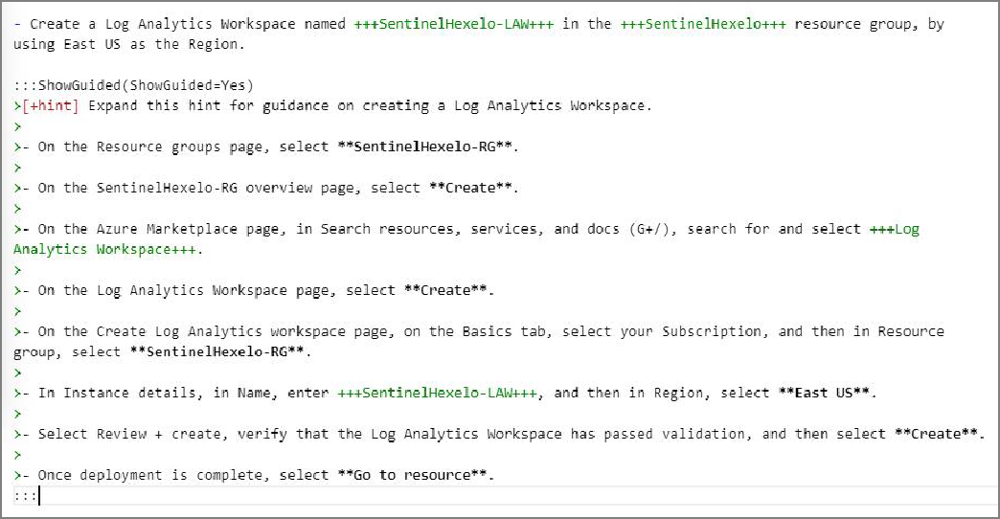 - Create a Log Analytics Workspace named +++SentinelHexelo-LAW+++ in the +++SentinelHexelo+++ resource group, by
using East US as the Region.
:::ShowGuided(ShowGuided=Yes)
>[+hint] Expand this hint for guidance on creating a Log Analytics Workspace.
>
>- On the Resource groups page, select **SentinelHexelo-RG**.
>
>- On the SentinelHexelo-RG overview page, select **Create**.
>
>- On the Azure Marketplace page, in Search resources, services, and docs (G+/), search for and select +++Log
Analytics Workspace+++.
>
>- On the Log Analytics Workspace page, select **Create**.
>
>- On the Create Log Analytics workspace page, on the Basics tab, select your Subscription, and then in Resource
group, select **SentinelHexelo-RG**.
>
>- In Instance details, in Name, enter +++SentinelHexelo-LAW+++, and then in Region, select **East US**.
>
>- Select Review + create, verify that the Log Analytics Workspace has passed validation, and then select **Create**.
>
>- Once deployment is complete, select **Go to resource**.
:::